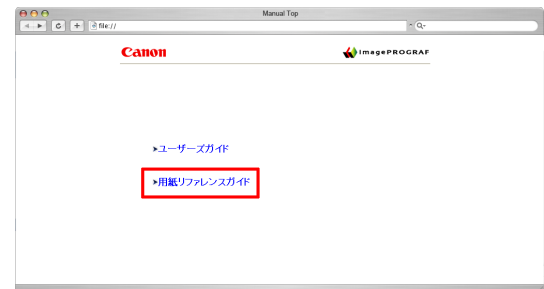 Manual Top
file://
Q-
Canon
imagePROGRAF
➤ユーザーズガイド
➤用紙リファレンスガイド